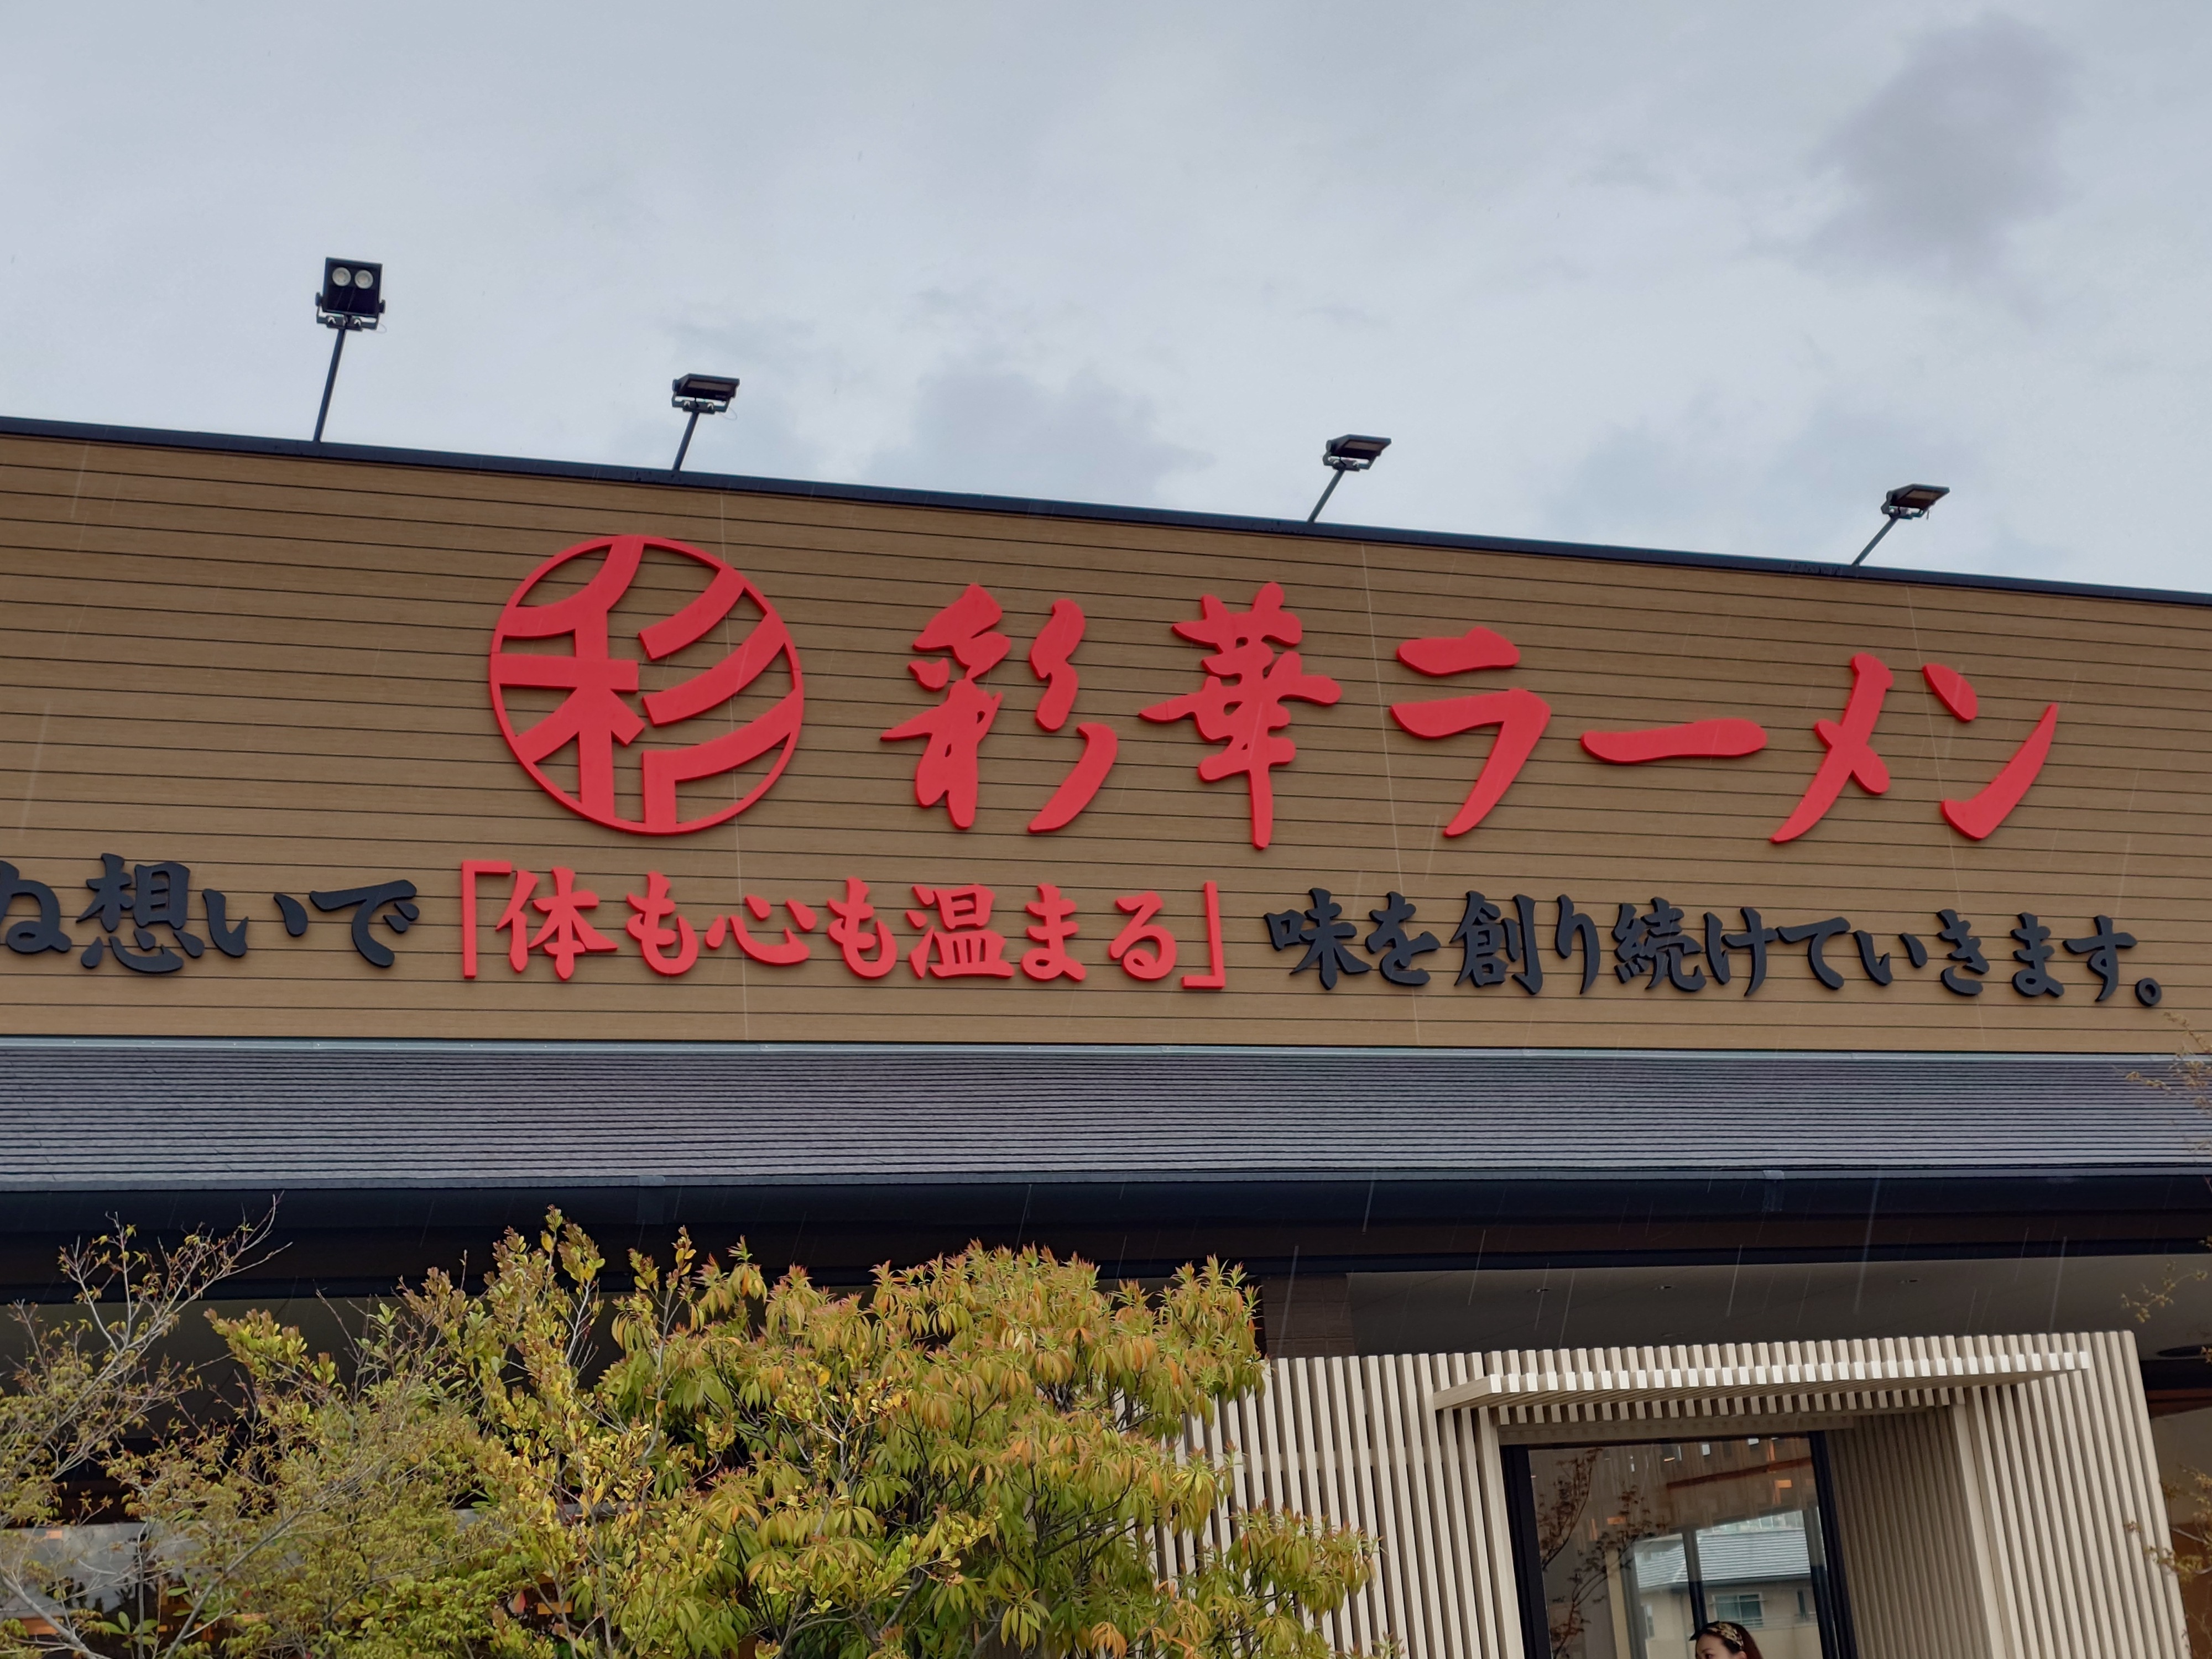 彩 彩華ラーメン
ぬ想いで「体も心も温まる」味を創り続けていきます。